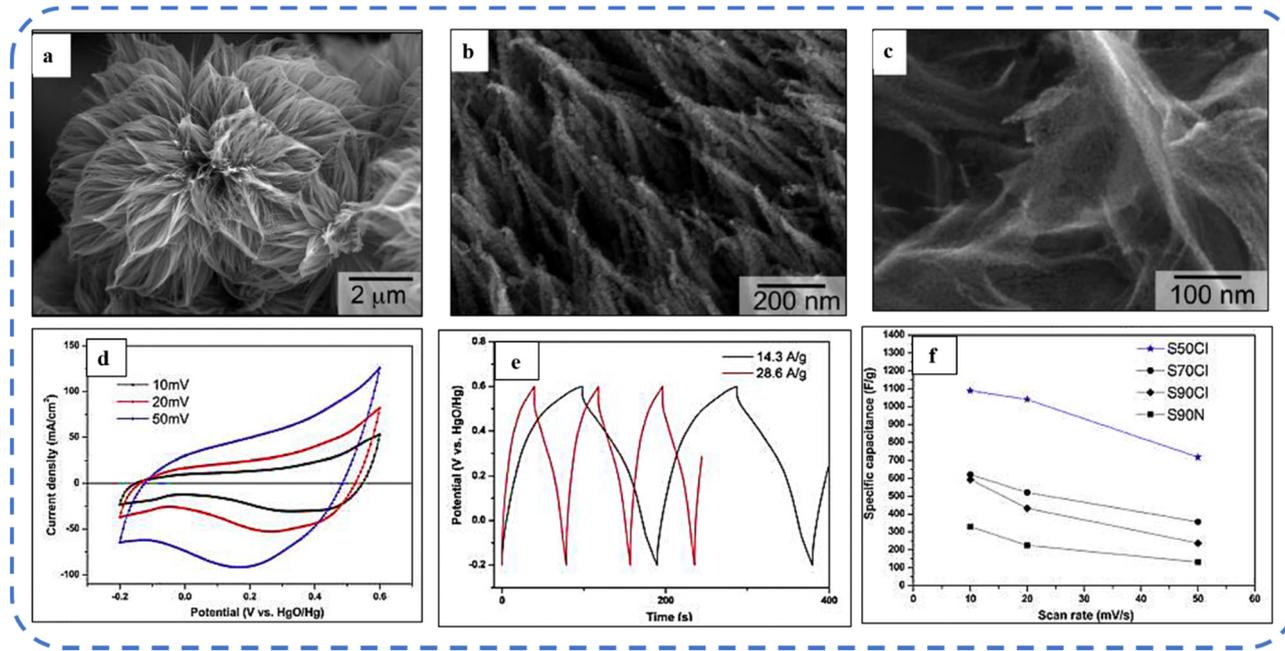 a
2 μm
b
200 nm
c
100 nm
d
150
100
50
0
-50
-100
-0.2
0.0
0.2
0.4
0.6
Current density (mA/cm²)
Potential (V vs. HgO/Hg)
10mV
20mV
50mV
e
0.8
0.6
0.4
0.2
0.0
-0.2
0
200
400
Potential (V vs. HgO/Hg)
Time (s)
14.3 A/g
28.6 A/g
f
1400
1300
1200
1100
1000
900
800
700
600
500
400
300
200
100
0
0
10
20
30
40
50
60
Specific capacitance (F/g)
Scan rate (mV/s)
S50Cl
S70Cl
S90Cl
S90N